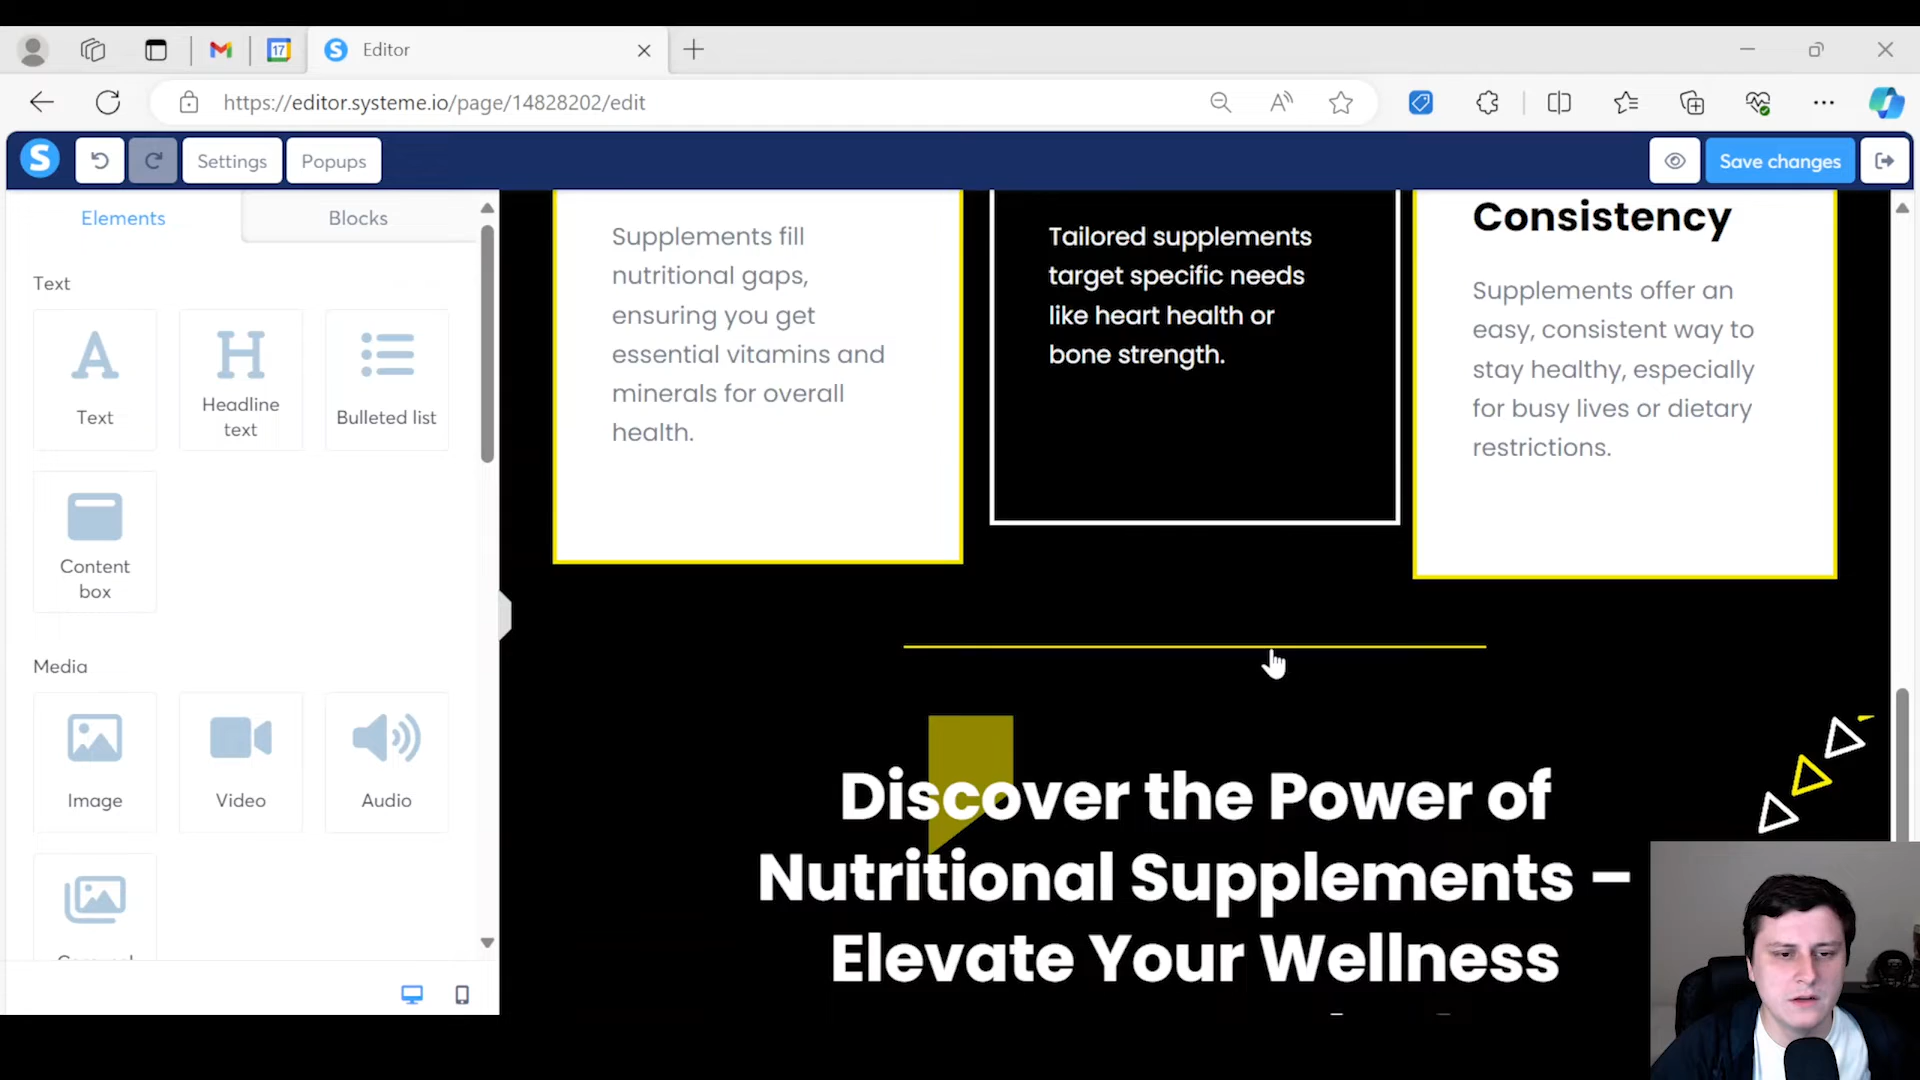 17
Editor
https://editor.systeme.io/page/14828202/edit
A
S
Settings
Popups
Save changes
Elements
Blocks
Text
A
Text
H
Headline
text
Bulleted list
Content
box
Media
Image
Video
Audio
Supplements fill
nutritional gaps,
ensuring you get
essential vitamins and
minerals for overall
health.
Tailored supplements
target specific needs
like heart health or
bone strength.
Consistency
Supplements offer an
easy, consistent way to
stay healthy, especially
for busy lives or dietary
restrictions.
Discover the Power of
Nutritional Supplements –
Elevate Your Wellness